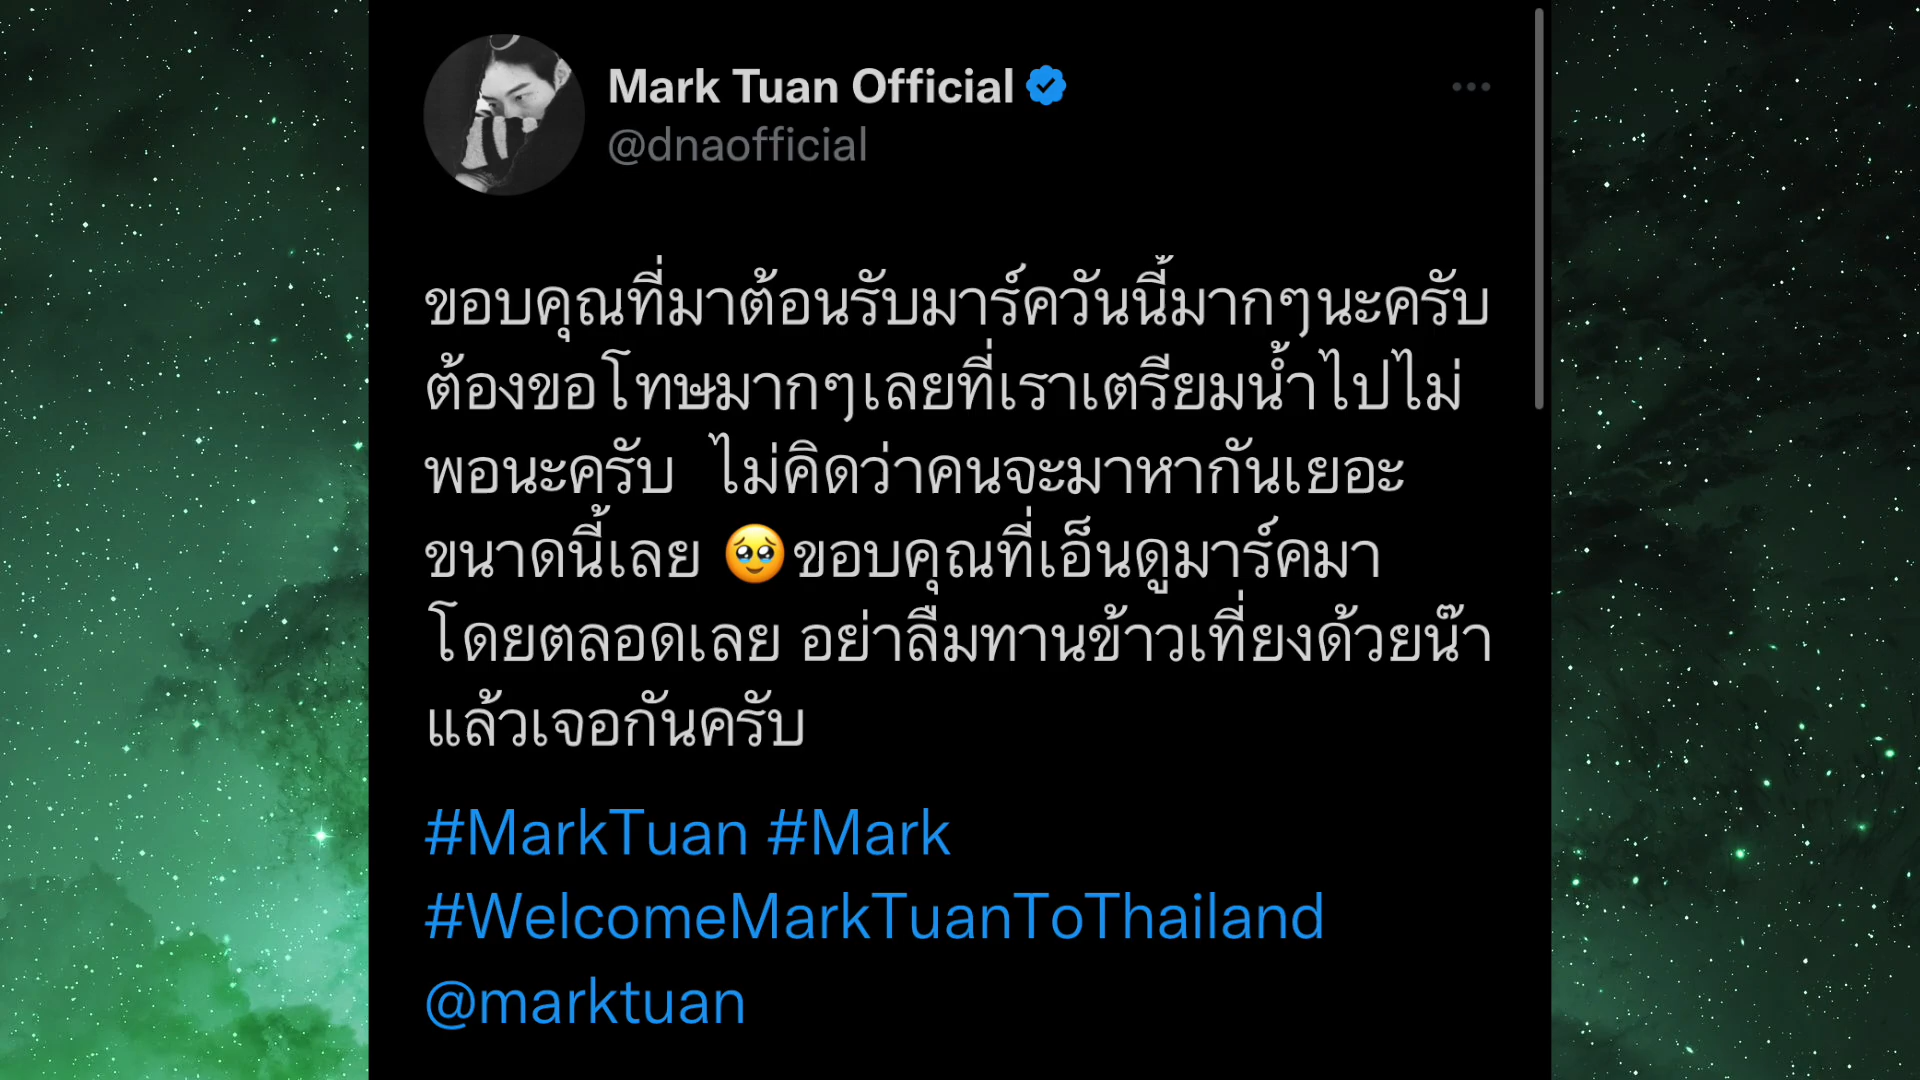 Mark Tuan Official
@dnaofficial
ขอบคุณที่มาต้อนรับมาร์ควันนี้มากๆนะครับ
ต้องขอโทษมากๆเลยที่เราเตรียมน้ำไปไม่
พอนะครับ  ไม่คิดว่าคนจะมาหากันเยอะ
ขนาดนี้เลย 🥹ขอบคุณที่เอ็นดูมาร์คมา
โดยตลอดเลย อย่าลืมทานข้าวเที่ยงด้วยน๊า
แล้วเจอกันครับ
#MarkTuan #Mark
#WelcomeMarkTuanToThailand
@marktuan